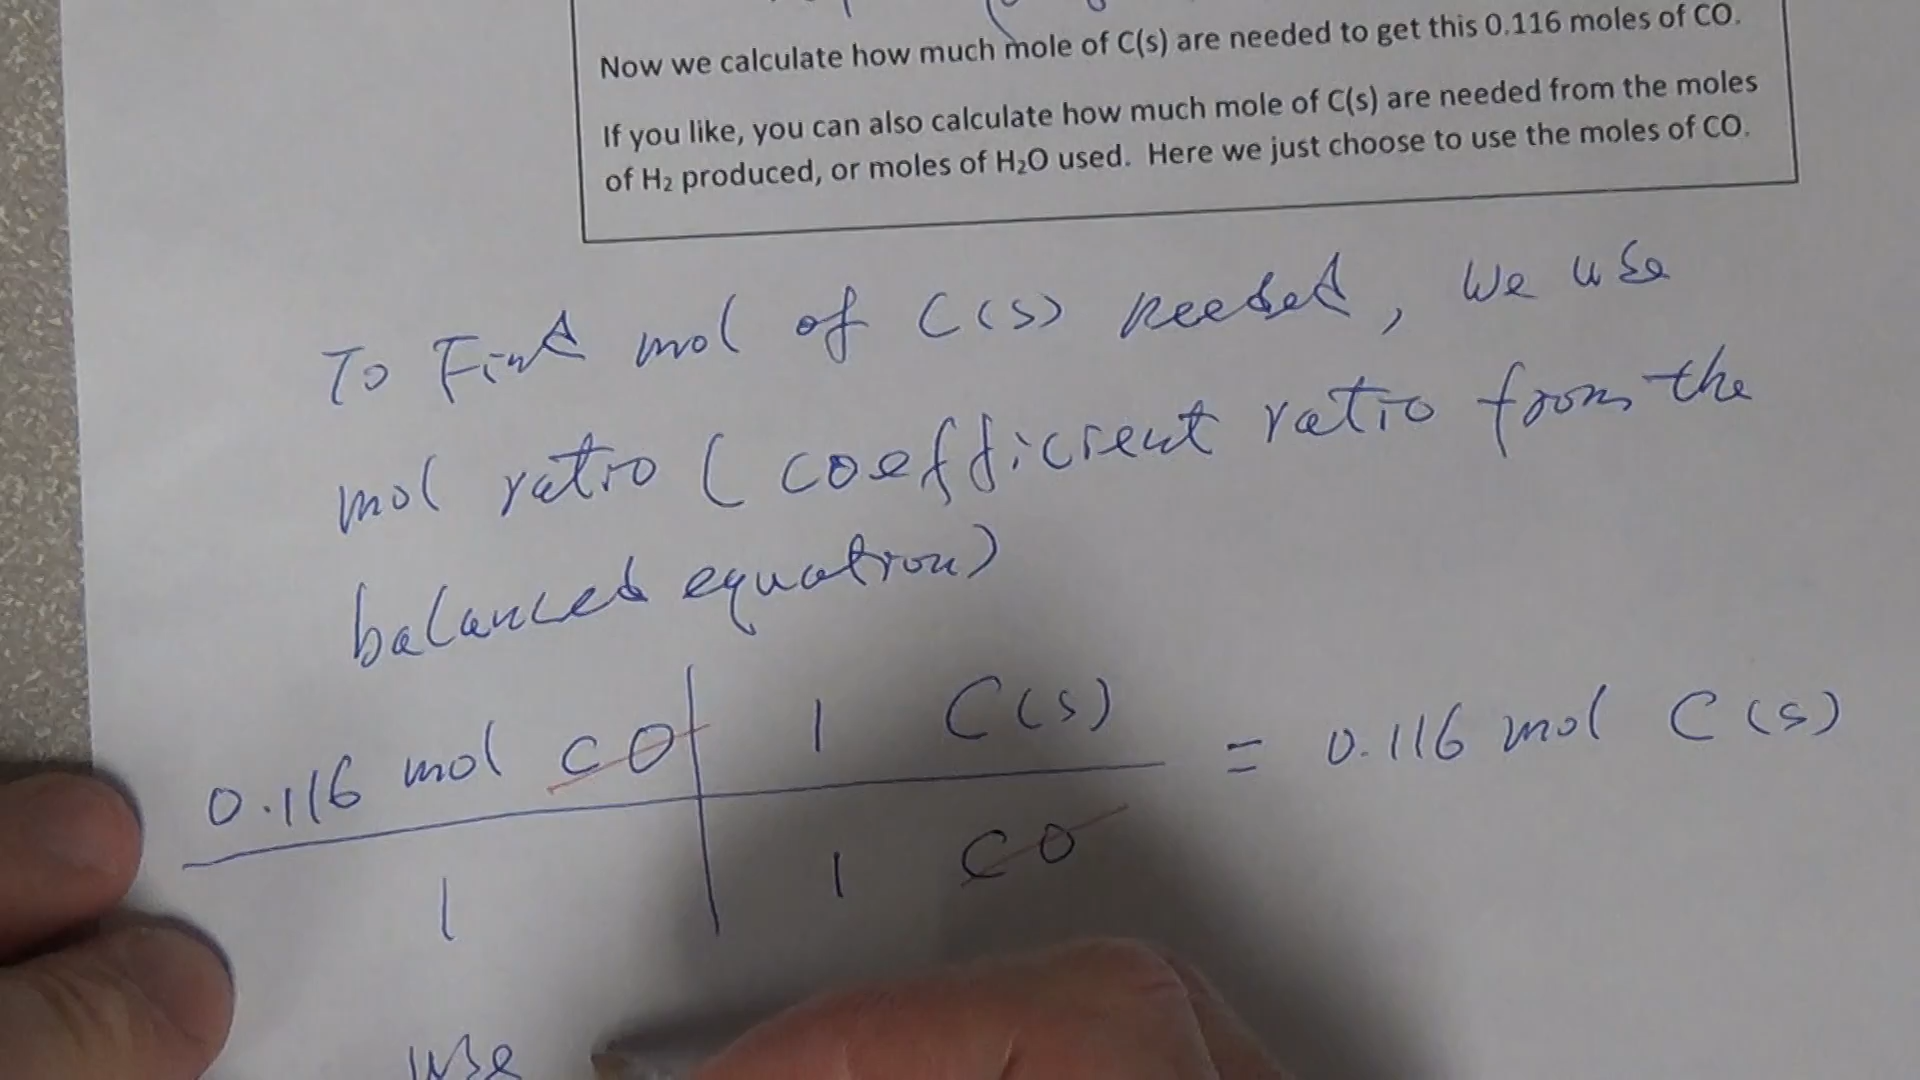 Now we calculate how much mole of C(s) are needed to get this 0.116 moles of CO.
If you like, you can also calculate how much mole of C(s) are needed from the moles
of H₂ produced, or moles of H₂O used. Here we just choose to use the moles of CO.
To Find mol of C(s) needed, we use
mol ratio (coefficient ratio from the
balanced equation)
0.116 mol CO 1 C(s) = 0.116 mol C(s)
1 1 CO
use